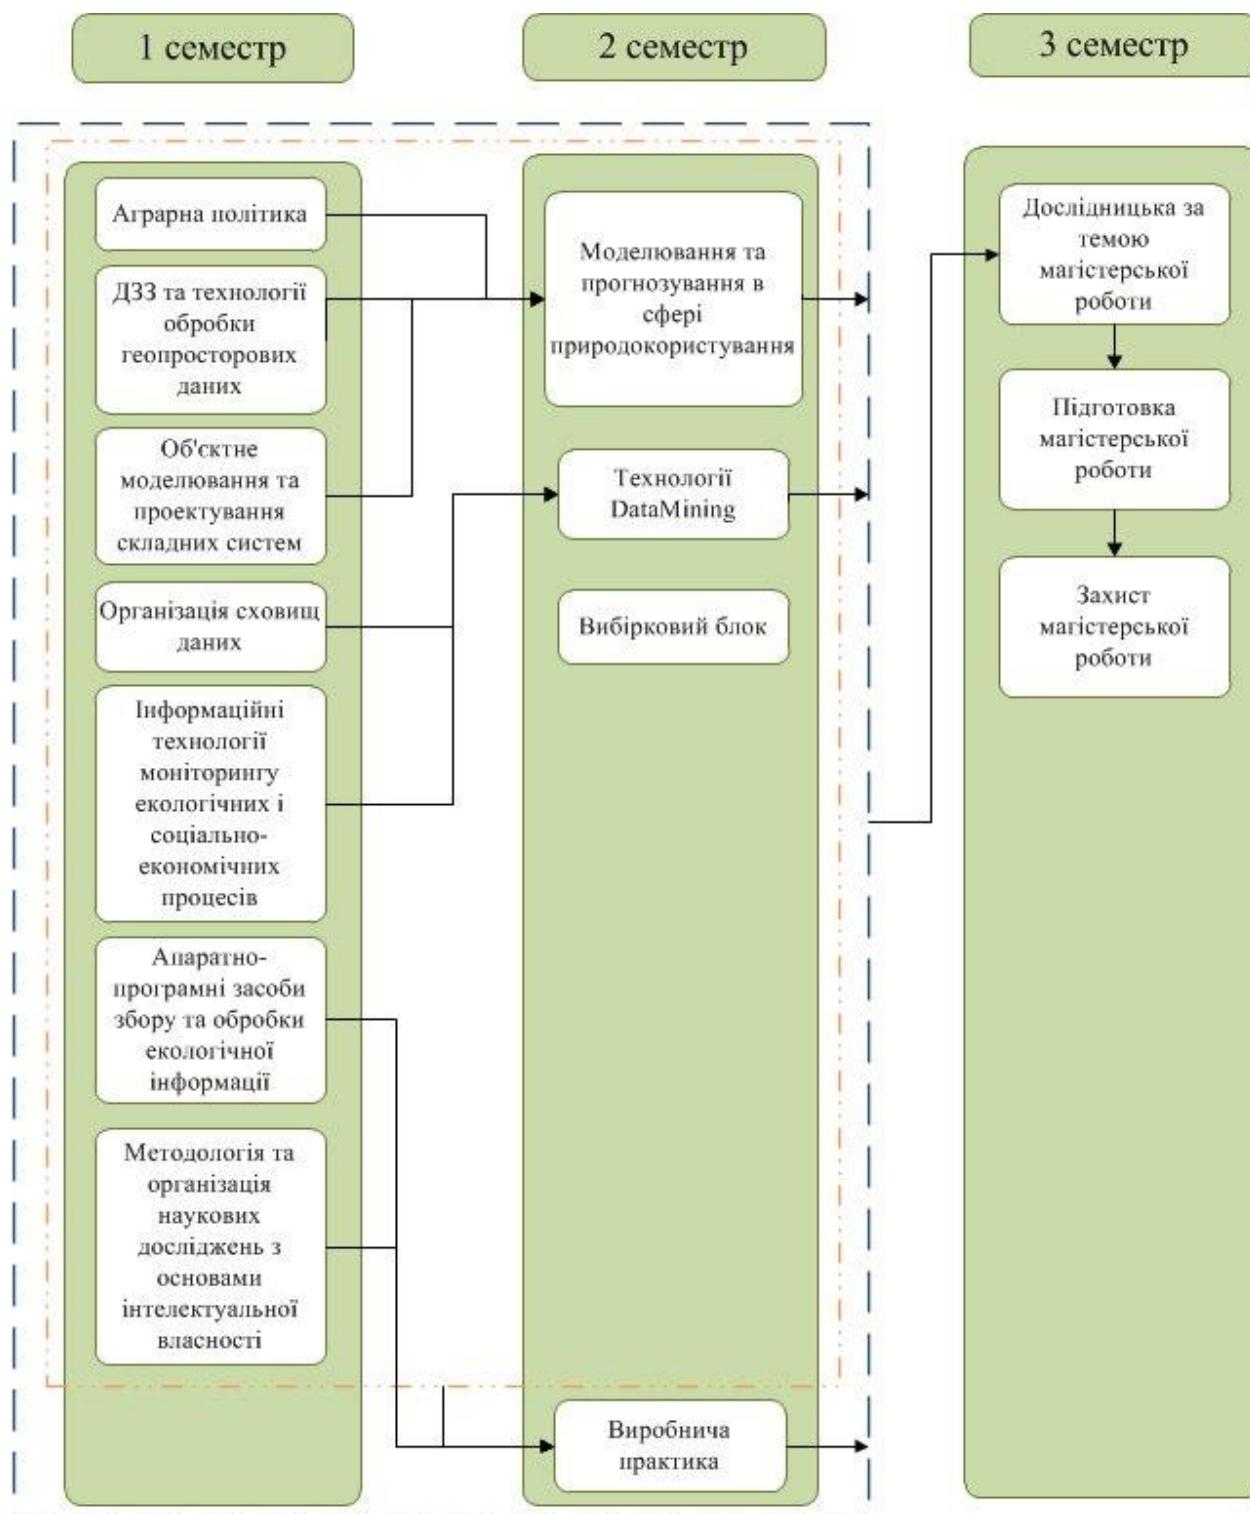 1 семестр
2 семестр
3 семестр
Аграрна політика
ДЗЗ та технології
обробки
геопросторових
даних
Об'єктне
моделювання та
проектування
складних систем
Організація сховищ
даних
Інформаційні
технології
моніторингу
екологічних і
соціально-
економічних
процесів
Апаратно-
програмні засоби
збору та обробки
екологічної
інформації
Методологія та
організація
наукових
досліджень з
основами
інтелектуальної
власності
Моделювання та
прогнозування в
сфері
природокористування
Технології
DataMining
Вибірковий блок
Виробнича
практика
Дослідницька за
темою
магістерської
роботи
Підготовка
магістерської
роботи
Захист
магістерської
роботи